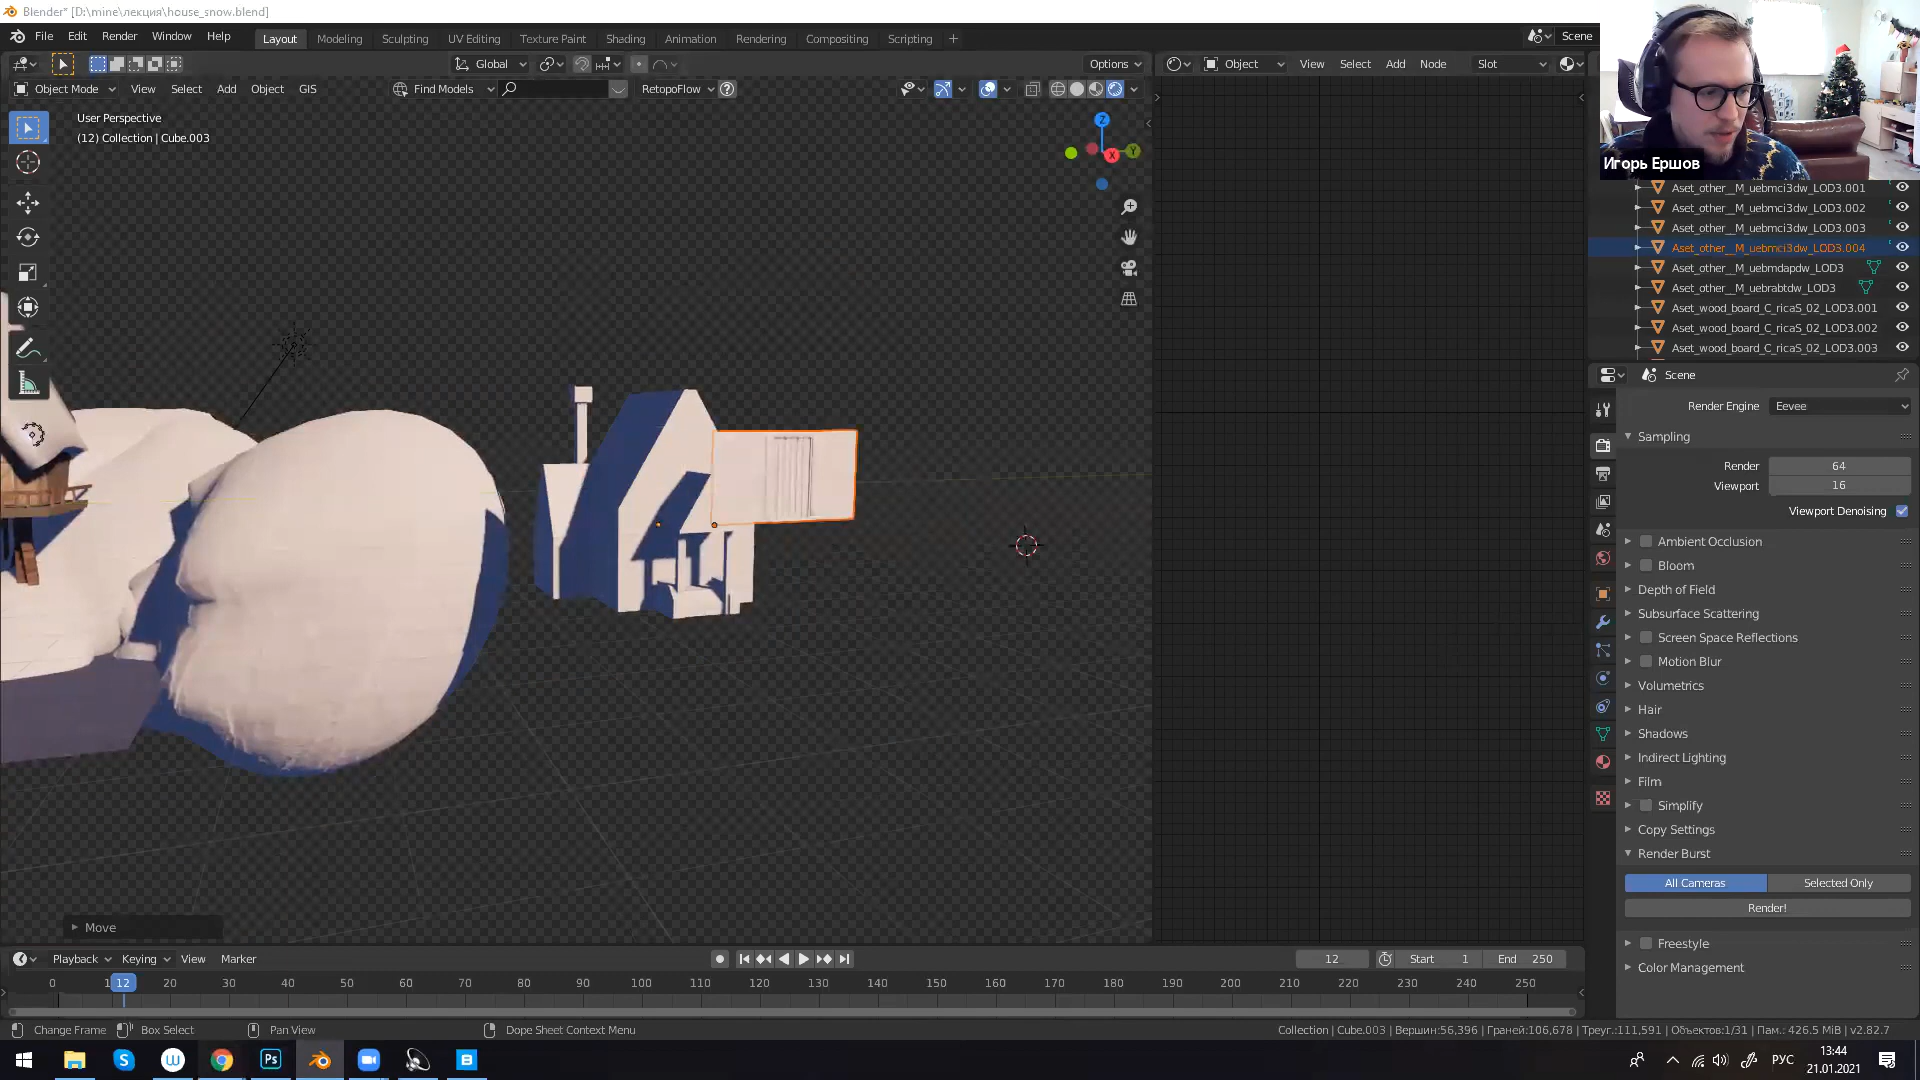 Blender* [D:\mine\лекция\house_snow.blend]
File Edit Render Window Help
Layout Modeling Sculpting UV Editing Texture Paint Shading Animation Rendering Compositing Scripting +
Scene
Global
Options
Object
View Select Add Node
Slot
Object Mode View Select Add Object GIS
Find Models
RetopoFlow
User Perspective
(12) Collection | Cube.003
Z
X
Y
Игорь Ершов
Aset_other__M_uebmci3dw_LOD3.001
Aset_other__M_uebmci3dw_LOD3.002
Aset_other__M_uebmci3dw_LOD3.003
Aset_other__M_uebmci3dw_LOD3.004
Aset_other__M_uebmdapdw_LOD3
Aset_other__M_uebrabtdw_LOD3
Aset_wood_board_C_ricaS_02_LOD3.001
Aset_wood_board_C_ricaS_02_LOD3.002
Aset_wood_board_C_ricaS_02_LOD3.003
Scene
Render Engine Eevee
Sampling
Render 64
Viewport 16
Viewport Denoising
Ambient Occlusion
Bloom
Depth of Field
Subsurface Scattering
Screen Space Reflections
Motion Blur
Volumetrics
Hair
Shadows
Indirect Lighting
Film
Simplify
Copy Settings
Render Burst
All Cameras Selected Only
Render!
Freestyle
Color Management
Move
Playback Keying View Marker
12
Start 1
End 250
0 1 12 20 30 40 50 60 70 80 90 100 110 120 130 140 150 160 170 180 190 200 210 220 230 240 250
Change Frame Box Select Pan View Dope Sheet Context Menu
Collection | Cube.003 | Вершин:56,396 | Граней:106,678 | Треуг.:111,591 | Объектов:1/31 | Пам.: 426.5 MiB | v2.82.7
Ps
РУС
13:44
21.01.2021